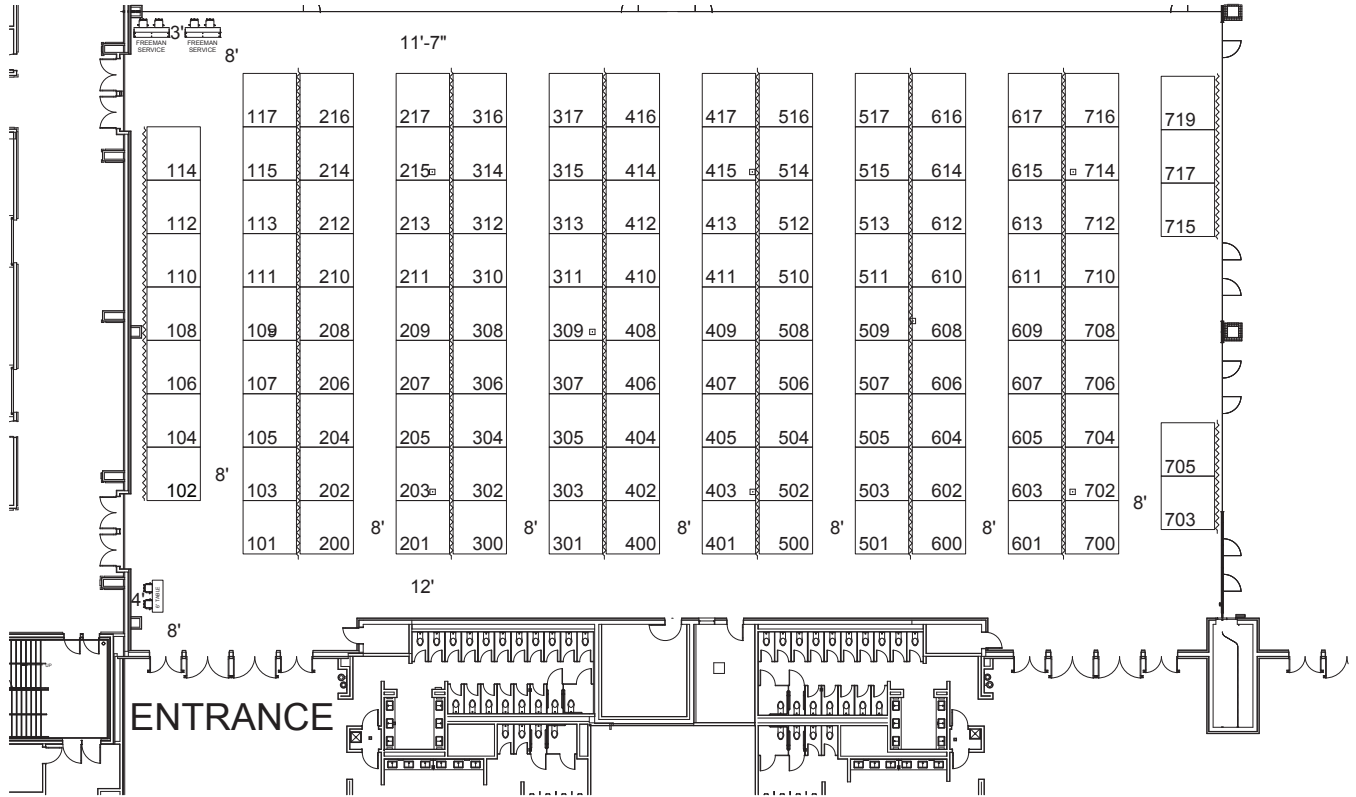 3'
FREEMAN SERVICE
FREEMAN SERVICE
8'
11'-7"
117 216 217 316 317 416 417 516 517 616 617 716 719
114 115 214 215 314 315 414 415 514 515 614 615 714 717
112 113 212 213 312 313 412 413 512 513 612 613 712 715
110 111 210 211 310 311 410 411 510 511 610 611 710
108 109 208 209 308 309 408 409 508 509 608 609 708
106 107 206 207 306 307 406 407 506 507 606 607 706
104 105 204 205 304 305 404 405 504 505 604 605 704 705
102 8' 103 202 203 302 303 402 403 502 503 602 603 702 8' 703
101 200 8' 201 300 8' 301 400 8' 401 500 8' 501 600 8' 601 700
12'
4'
6' TABLE
8'
UP
ENTRANCE